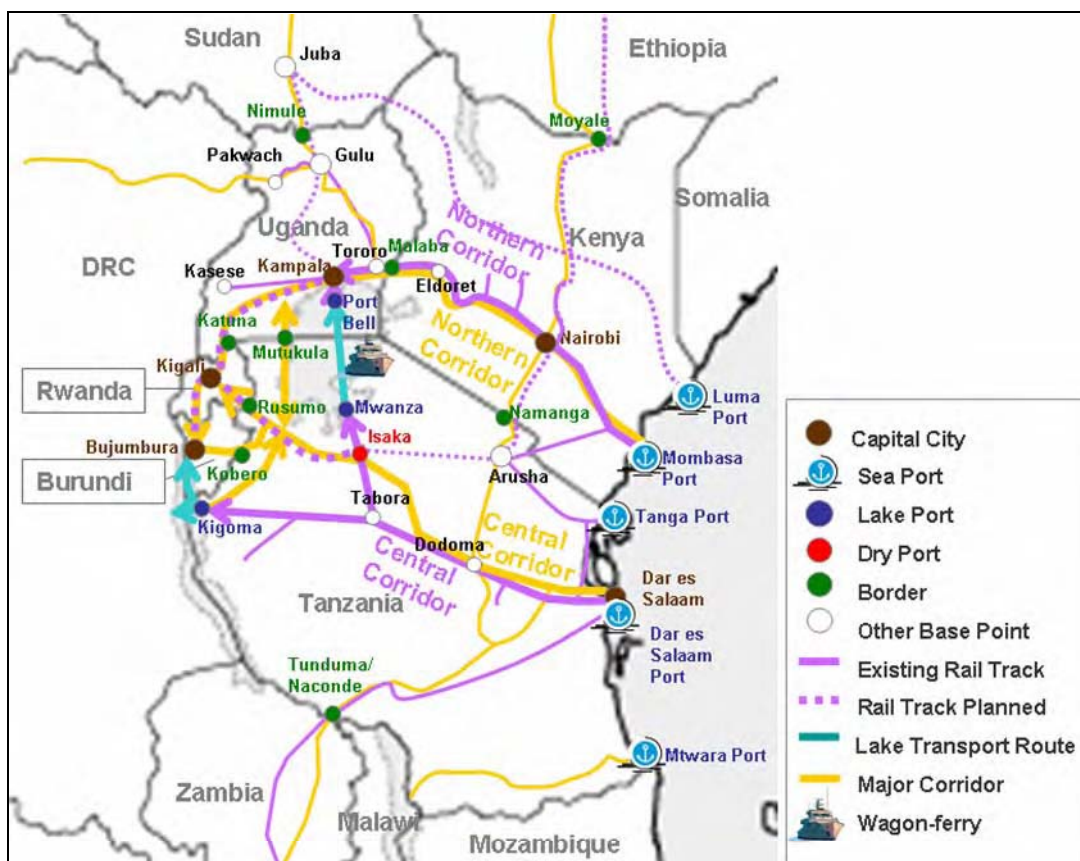 Sudan
Ethiopia
Juba
Nimule
Moyale
Pakwach
Gulu
Somalia
Uganda
Northern
Corridor
Kenya
DRC
Tororo
Malaba
Kasese
Kampala
Eldoret
Port
Bell
Katuna
Mutukula
Northern
Corridor
Nairobi
Kigali
Rwanda
Rusumo
Mwanza
Namanga
Luma
Port
Isaka
Bujumbura
Kobero
Burundi
Arusha
Mombasa
Port
Tabora
Kigoma
Tanga Port
Dodoma
Central
Corridor
Central
Corridor
Tanzania
Dar es
Salaam
Dar es
Salaam
Port
Tunduma/
Naconde
Mtwara Port
Zambia
Malawi
Mozambique
Capital City
Sea Port
Lake Port
Dry Port
Border
Other Base Point
Existing Rail Track
Rail Track Planned
Lake Transport Route
Major Corridor
Wagon-ferry